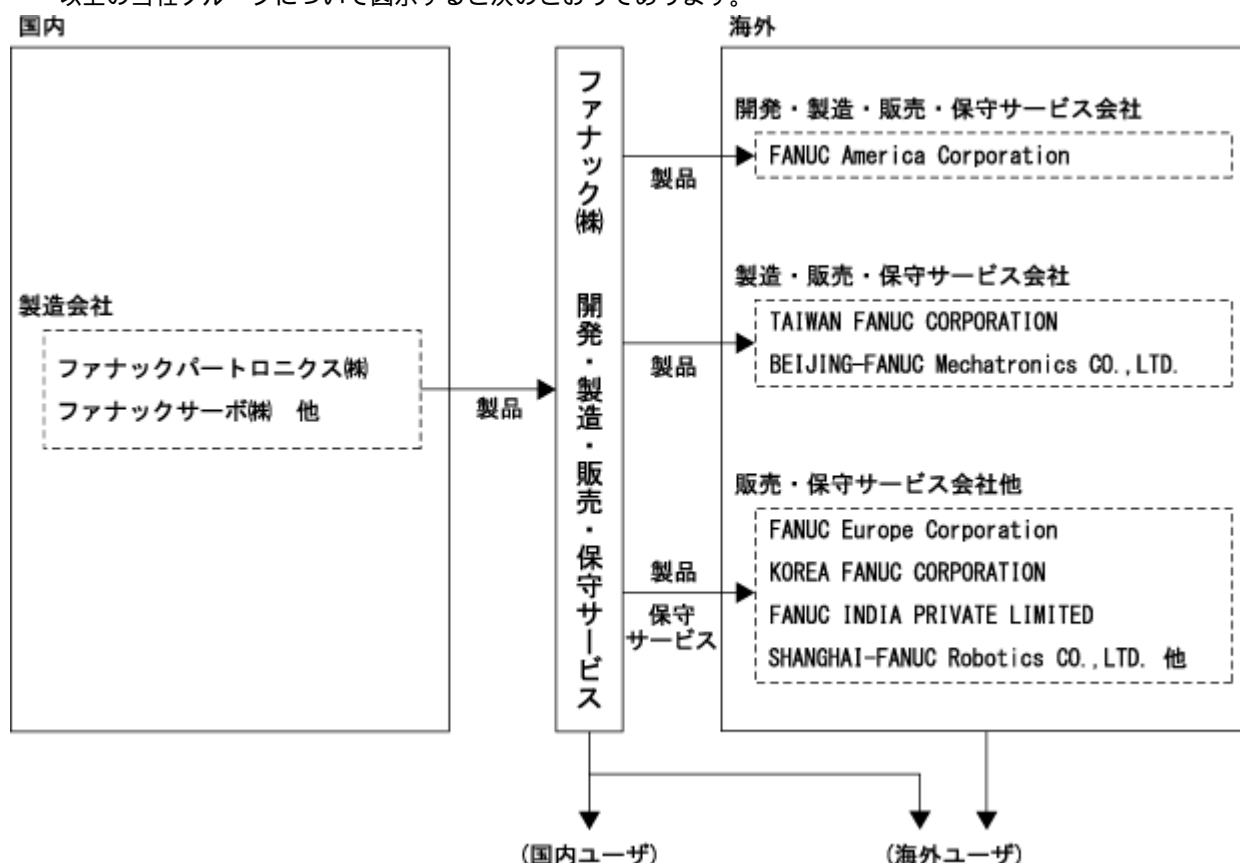 以上の当社グループについて図示すると次のとおりであります。
国内
海外
製造会社
ファナックパートロニクス㈱
ファナックサーボ㈱ 他
製品
ファナック㈱ 開発・製造・販売・保守サービス
製品
製品
製品
保守
サービス
開発・製造・販売・保守サービス会社
FANUC America Corporation
製造・販売・保守サービス会社
TAIWAN FANUC CORPORATION
BEIJING-FANUC Mechatronics CO.,LTD.
販売・保守サービス会社他
FANUC Europe Corporation
KOREA FANUC CORPORATION
FANUC INDIA PRIVATE LIMITED
SHANGHAI-FANUC Robotics CO.,LTD. 他
(国内ユーザ)
(海外ユーザ)